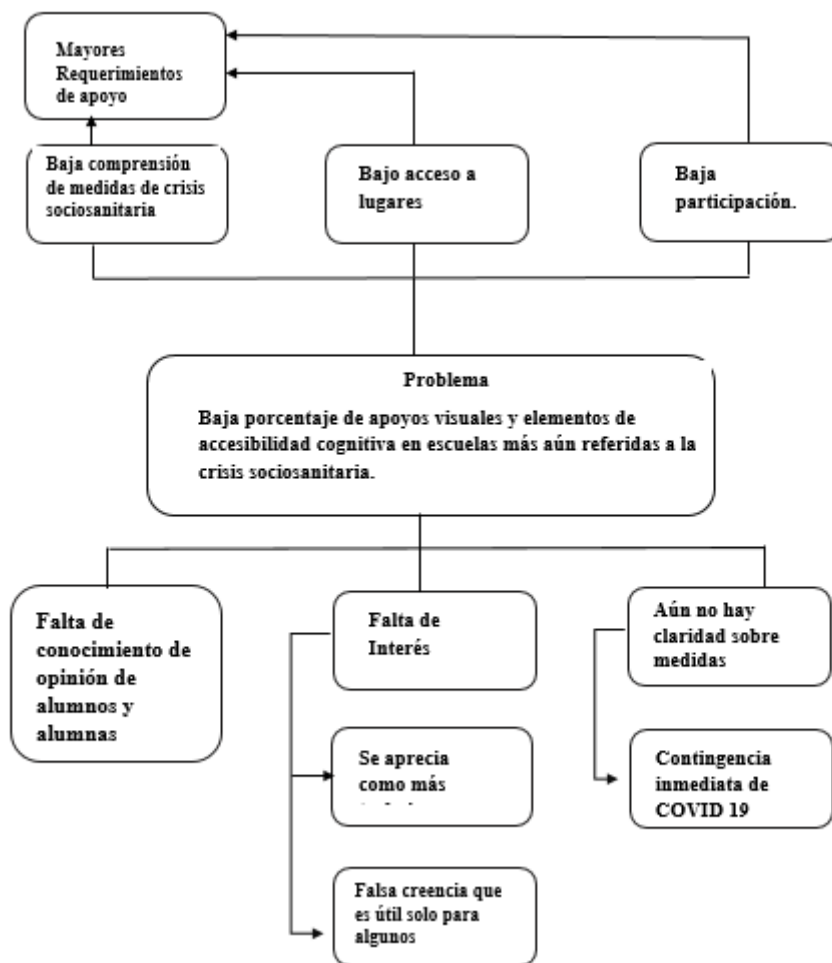 Mayores
Requerimientos
de apoyo
Baja comprensión
de medidas de crisis
sociosanitaria
Bajo acceso a
lugares
Baja
participación.
Problema
Baja porcentaje de apoyos visuales y elementos de
accesibilidad cognitiva en escuelas más aún referidas a la
crisis sociosanitaria.
Falta de
conocimiento de
opinión de
alumnos y
alumnas
Falta de
Interés
Aún no hay
claridad sobre
medidas
Se aprecia
como más
Contingencia
inmediata de
COVID 19
Falsa creencia que
es útil solo para
algunos